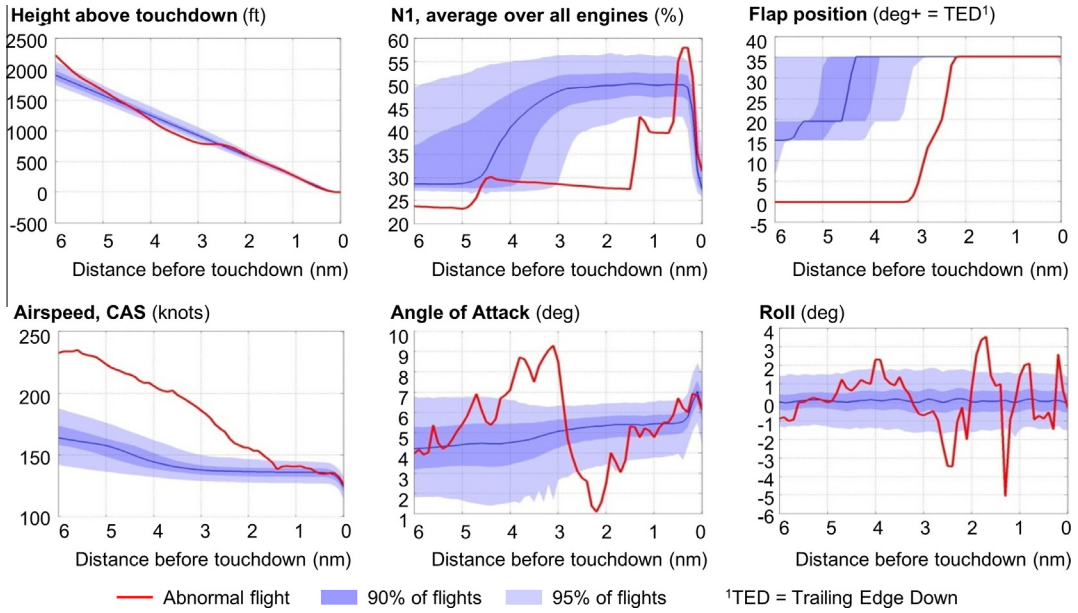 Height above touchdown (ft)
2500
2000
1500
1000
500
0
-500
6 5 4 3 2 1 0
Distance before touchdown (nm)
N1, average over all engines (%)
60
55
50
45
40
35
30
25
20
6 5 4 3 2 1 0
Distance before touchdown (nm)
Flap position (deg+ = TED¹)
40
35
30
25
20
15
10
5
0
-5
6 5 4 3 2 1 0
Distance before touchdown (nm)
Airspeed, CAS (knots)
250
200
150
100
6 5 4 3 2 1 0
Distance before touchdown (nm)
Angle of Attack (deg)
10
9
8
7
6
5
4
3
2
1
6 5 4 3 2 1 0
Distance before touchdown (nm)
Roll (deg)
4
3
2
1
0
-1
-2
-3
-4
-5
-6
6 5 4 3 2 1 0
Distance before touchdown (nm)
Abnormal flight 90% of flights 95% of flights ¹TED = Trailing Edge Down